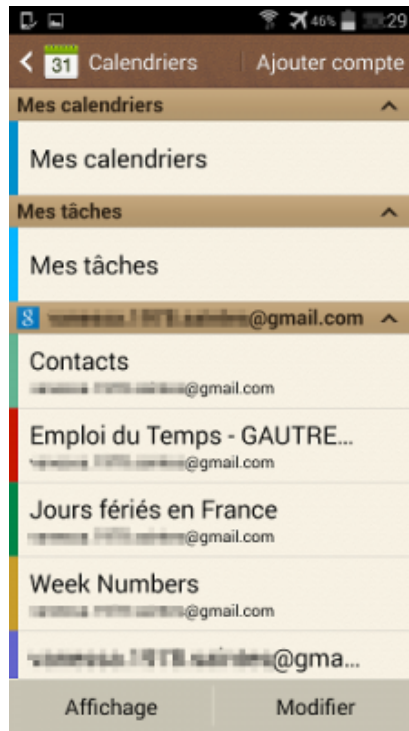 46% :29
31 Calendriers Ajouter compte
Mes calendriers
Mes calendriers
Mes tâches
Mes tâches
8 @gmail.com
Contacts
@gmail.com
Emploi du Temps - GAUTRE...
@gmail.com
Jours fériés en France
@gmail.com
Week Numbers
@gmail.com
@gma...
Affichage Modifier